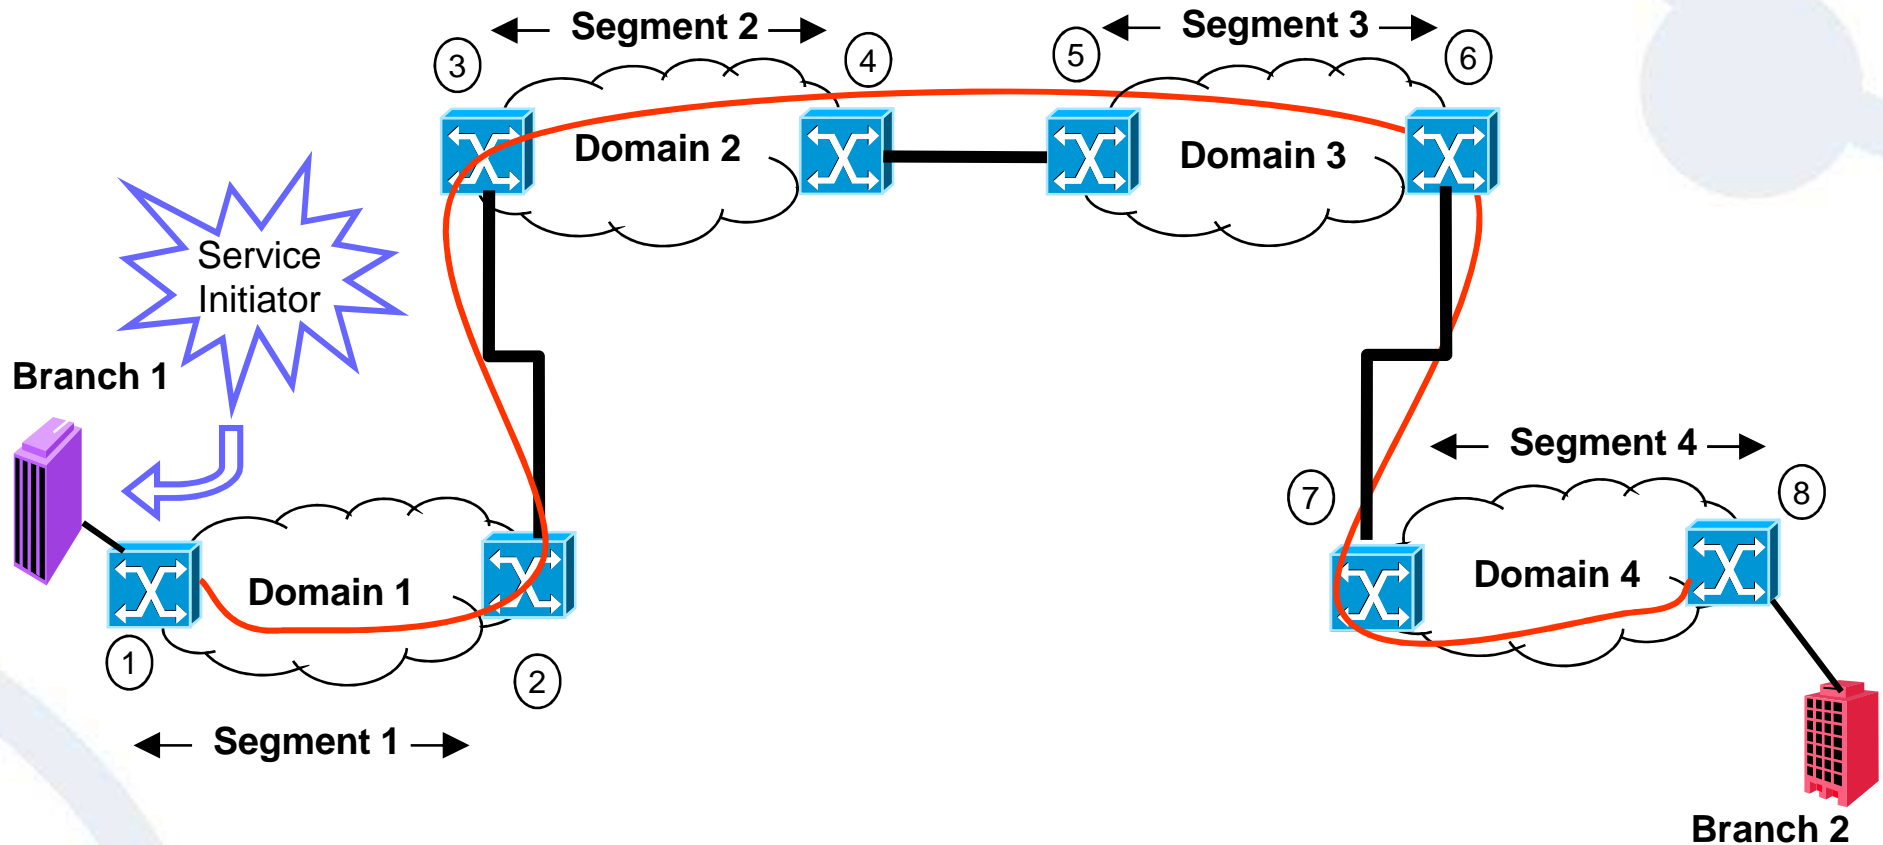 Segment 2
Segment 3
3
4
5
6
Domain 2
Domain 3
Service
Initiator
Branch 1
Segment 4
7
8
Domain 1
Domain 4
1
2
Segment 1
Branch 2